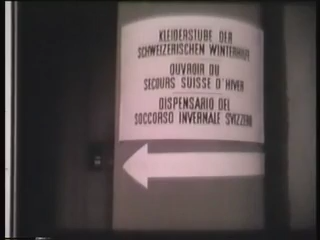 KLEIDERSTUBE DER
SCHWEIZERISCHEN WINTERHILFE
OUVROIR DU
SECOURS SUISSE D'HIVER
DISPENSARIO DEL
SOCCORSO INVERNALE SVIZZERO